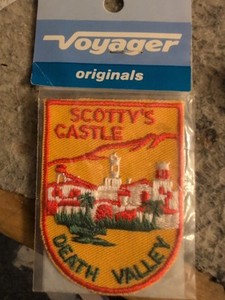 Voyager
originals
SCOTTY'S
CASTLE
DEATH VALLEY